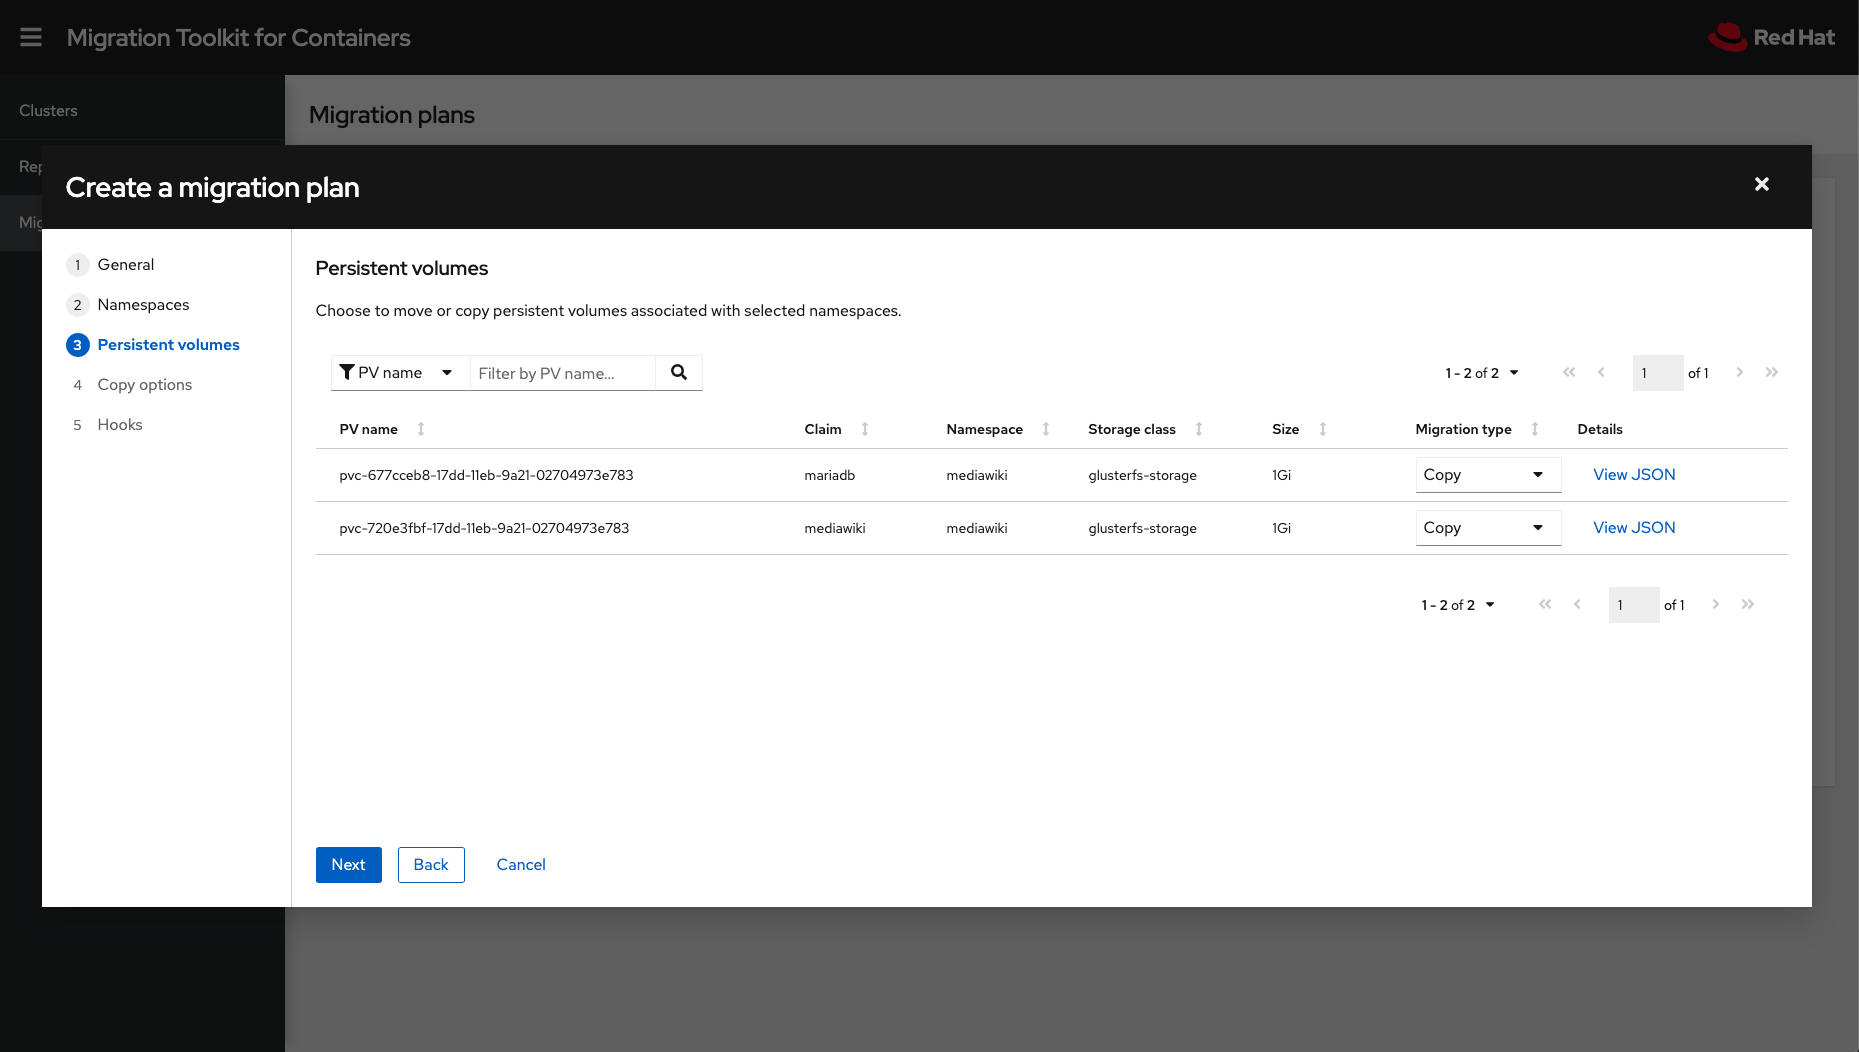 Migration Toolkit for Containers
Red Hat
Clusters
Migration plans
Rep
Create a migration plan
Mig
1 General
2 Namespaces
3 Persistent volumes
4 Copy options
5 Hooks
Persistent volumes
Choose to move or copy persistent volumes associated with selected namespaces.
PV name Filter by PV name... 1 - 2 of 2 1 of 1
PV name Claim Namespace Storage class Size Migration type Details
pvc-677cceb8-17dd-11eb-9a21-02704973e783 mariadb mediawiki glusterfs-storage 1Gi Copy View JSON
pvc-720e3fbf-17dd-11eb-9a21-02704973e783 mediawiki mediawiki glusterfs-storage 1Gi Copy View JSON
1 - 2 of 2 1 of 1
Next Back Cancel